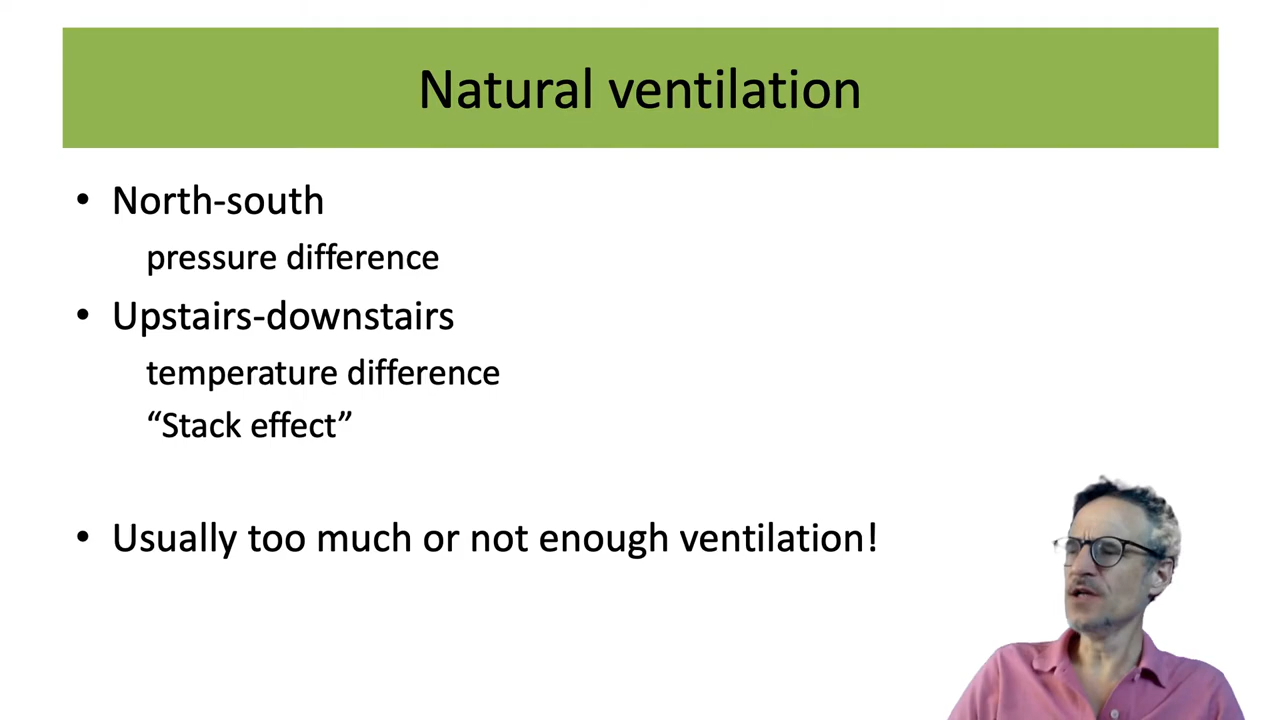 Natural ventilation
• North-south
pressure difference
• Upstairs-downstairs
temperature difference
“Stack effect”
• Usually too much or not enough ventilation!